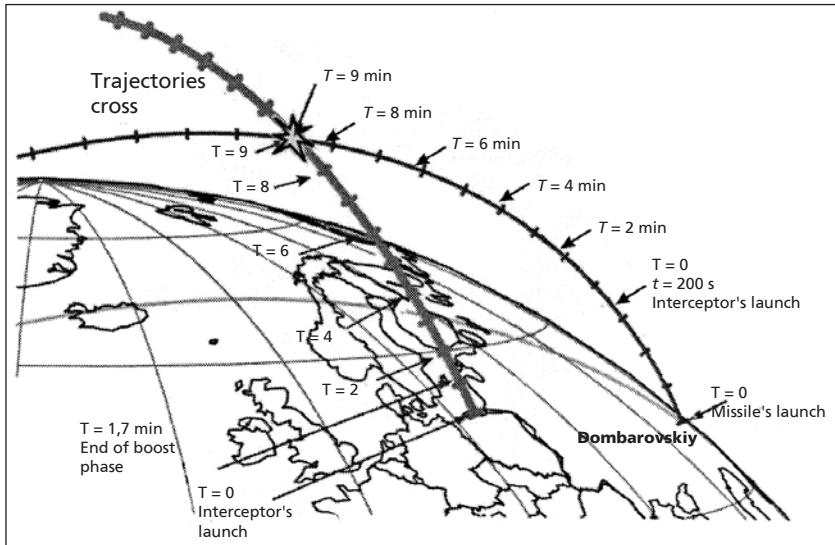 Trajectories
cross
T = 9 min
T = 8 min
T = 9
T = 6 min
T = 8
T = 4 min
T = 2 min
T = 6
T = 0
t = 200 s
Interceptor's launch
T = 4
T = 2
T = 0
Missile's launch
T = 1,7 min
End of boost
phase
Dombarovskiy
T = 0
Interceptor's
launch